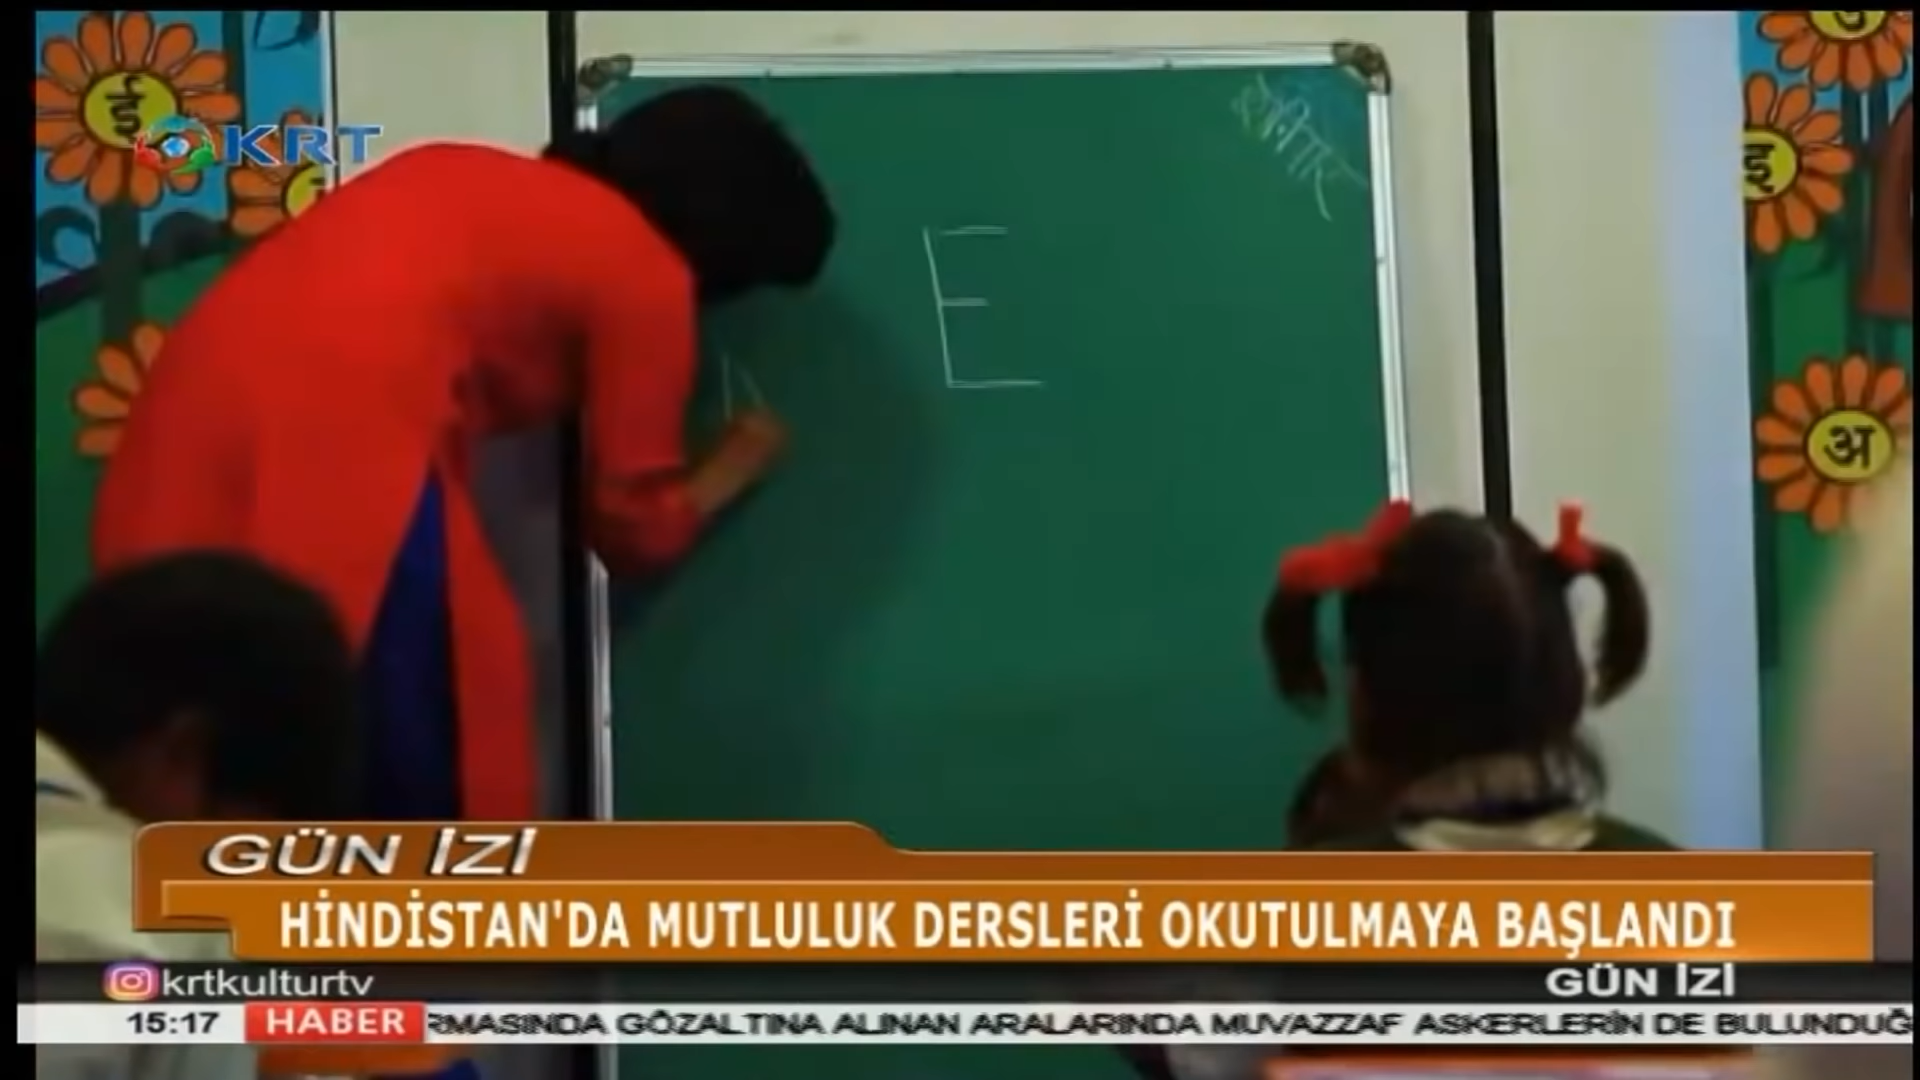 ई
KRT
इ
E
अ
GÜN İZİ
HİNDİSTAN'DA MUTLULUK DERSLERİ OKUTULMAYA BAŞLANDI
krtkulturtv
GÜN İZİ
15:17 HABER RMASINDA GÖZALTINA ALINAN ARALARINDA MUVAZZAF ASKERLERİN DE BULUNDUĞ